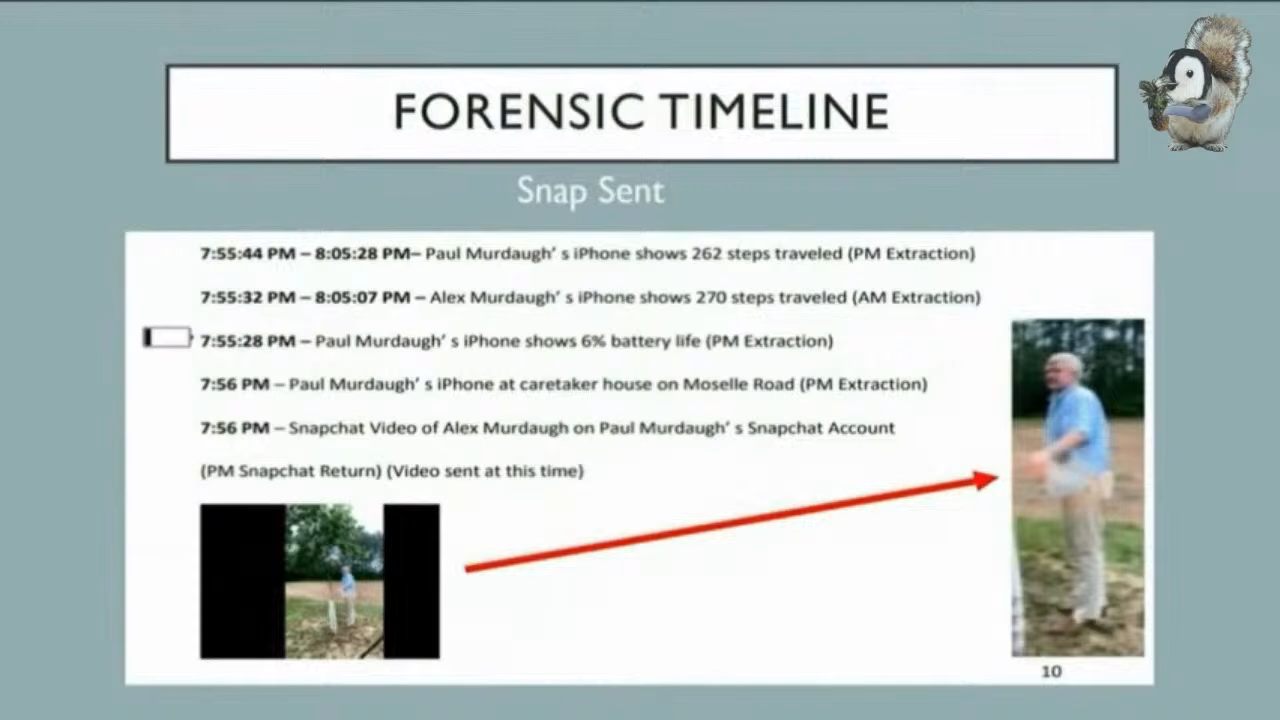 FORENSIC TIMELINE
Snap Sent
7:55:44 PM – 8:05:28 PM– Paul Murdaugh' s iPhone shows 262 steps traveled (PM Extraction)
7:55:32 PM – 8:05:07 PM – Alex Murdaugh' s iPhone shows 270 steps traveled (AM Extraction)
7:55:28 PM – Paul Murdaugh' s iPhone shows 6% battery life (PM Extraction)
7:56 PM – Paul Murdaugh' s iPhone at caretaker house on Moselle Road (PM Extraction)
7:56 PM – Snapchat Video of Alex Murdaugh on Paul Murdaugh' s Snapchat Account
(PM Snapchat Return) (Video sent at this time)
10